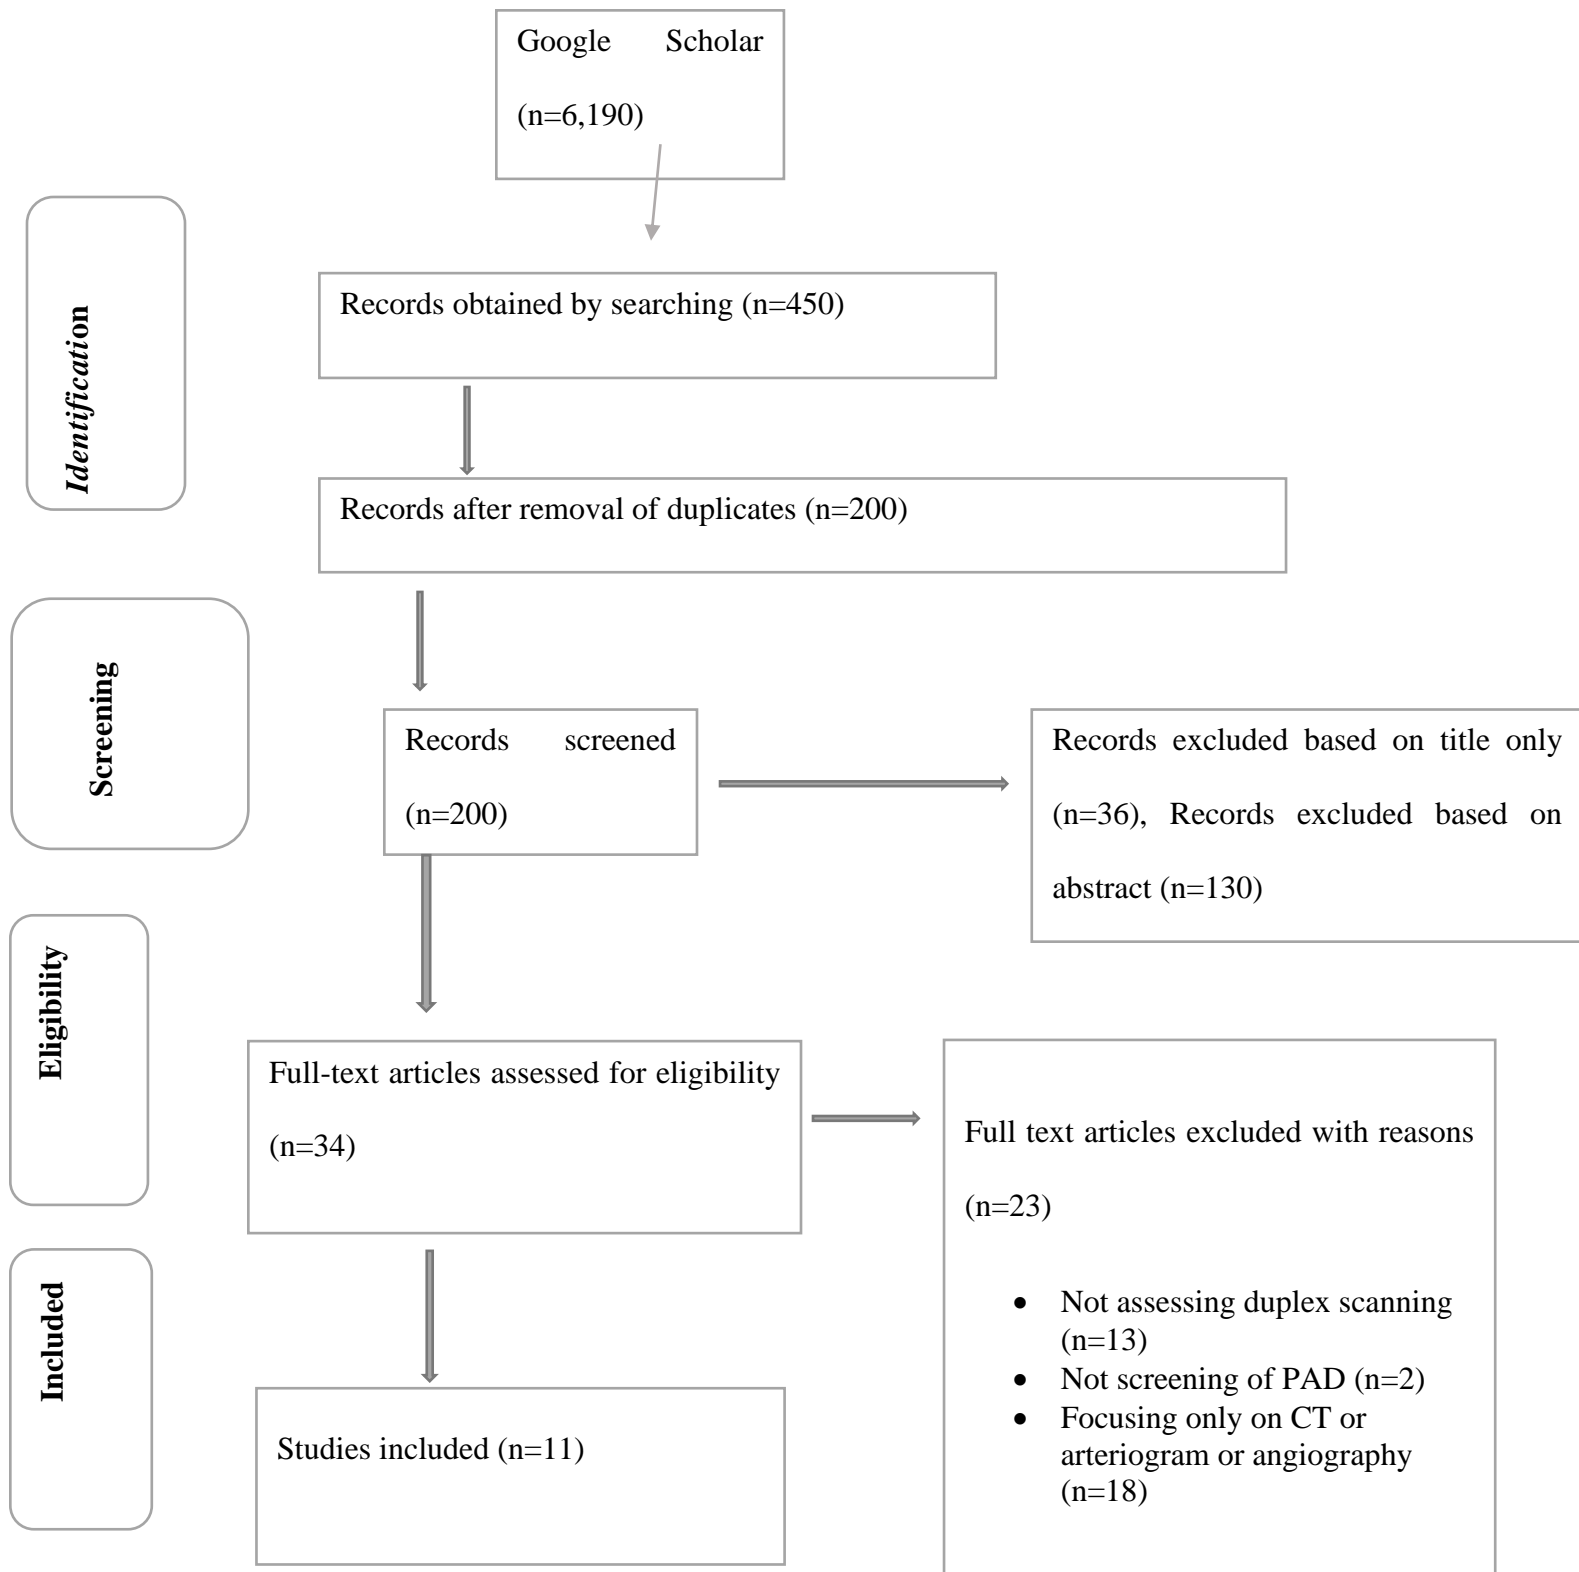 Google Scholar
(n=6,190)
Identification
Records obtained by searching (n=450)
Records after removal of duplicates (n=200)
Screening
Records screened
(n=200)
Records excluded based on title only
(n=36), Records excluded based on
abstract (n=130)
Eligibility
Full-text articles assessed for eligibility
(n=34)
Full text articles excluded with reasons
(n=23)
• Not assessing duplex scanning
(n=13)
• Not screening of PAD (n=2)
• Focusing only on CT or
arteriogram or angiography
(n=18)
Included
Studies included (n=11)